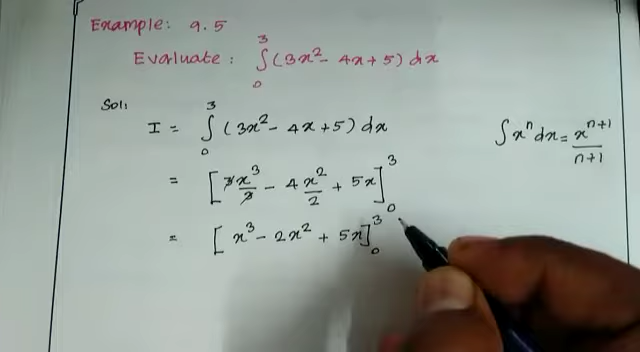 Example: 9.5
Evaluate: ∫₀³ (3x² - 4x + 5) dx
Sol:
I = ∫₀³ (3x² - 4x + 5) dx
∫ xⁿ dx = xⁿ⁺¹/n+1
= [3x³/3 - 4x²/2 + 5x]₀³
= [x³ - 2x² + 5x]₀³